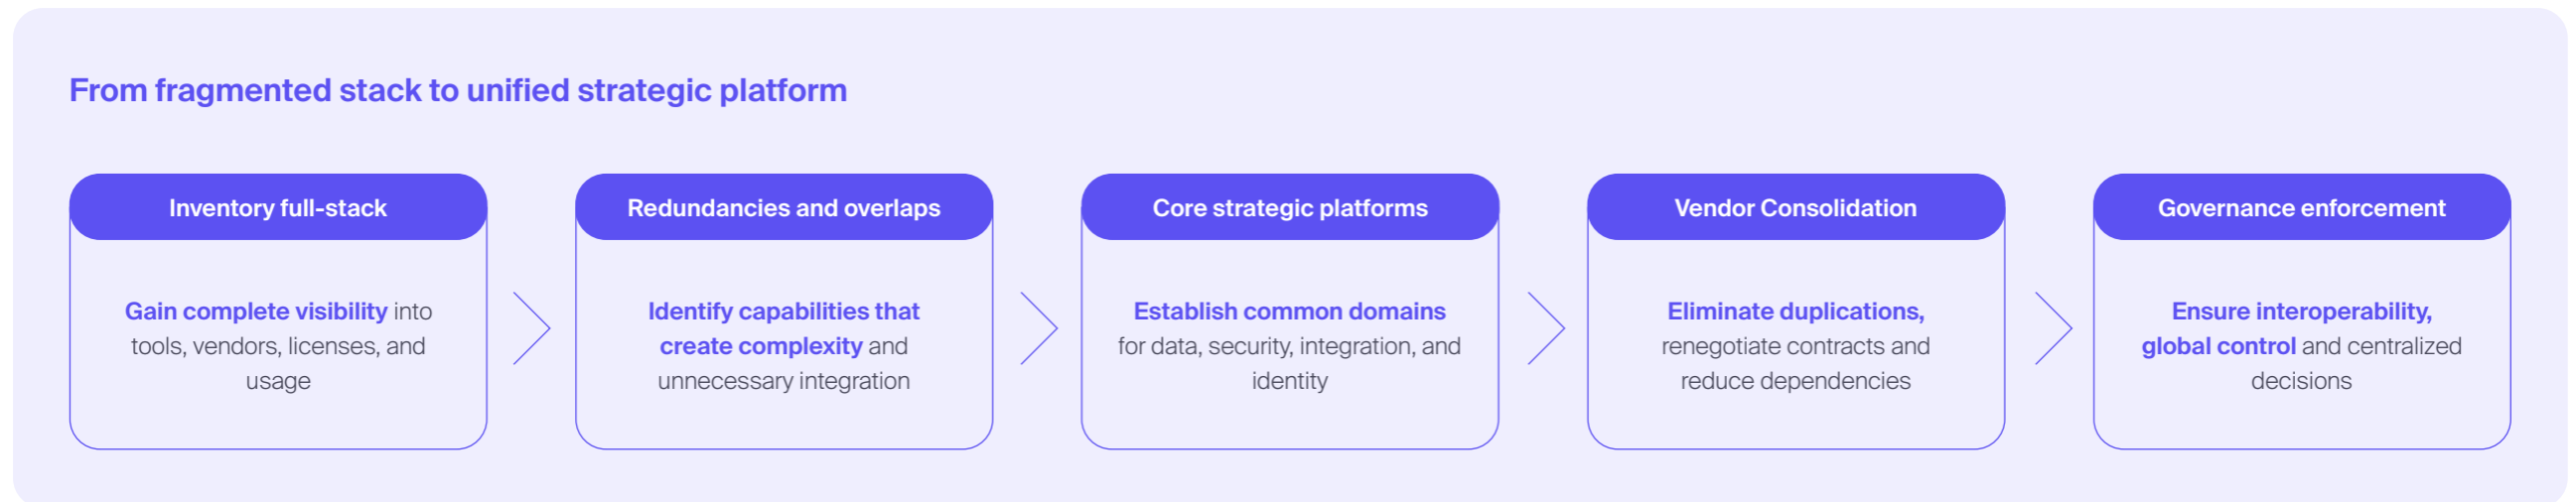 From fragmented stack to unified strategic platform
Inventory full-stack
Gain complete visibility into
tools, vendors, licenses, and
usage
Redundancies and overlaps
Identify capabilities that
create complexity and
unnecessary integration
Core strategic platforms
Establish common domains
for data, security, integration, and
identity
Vendor Consolidation
Eliminate duplications,
renegotiate contracts and
reduce dependencies
Governance enforcement
Ensure interoperability,
global control and centralized
decisions